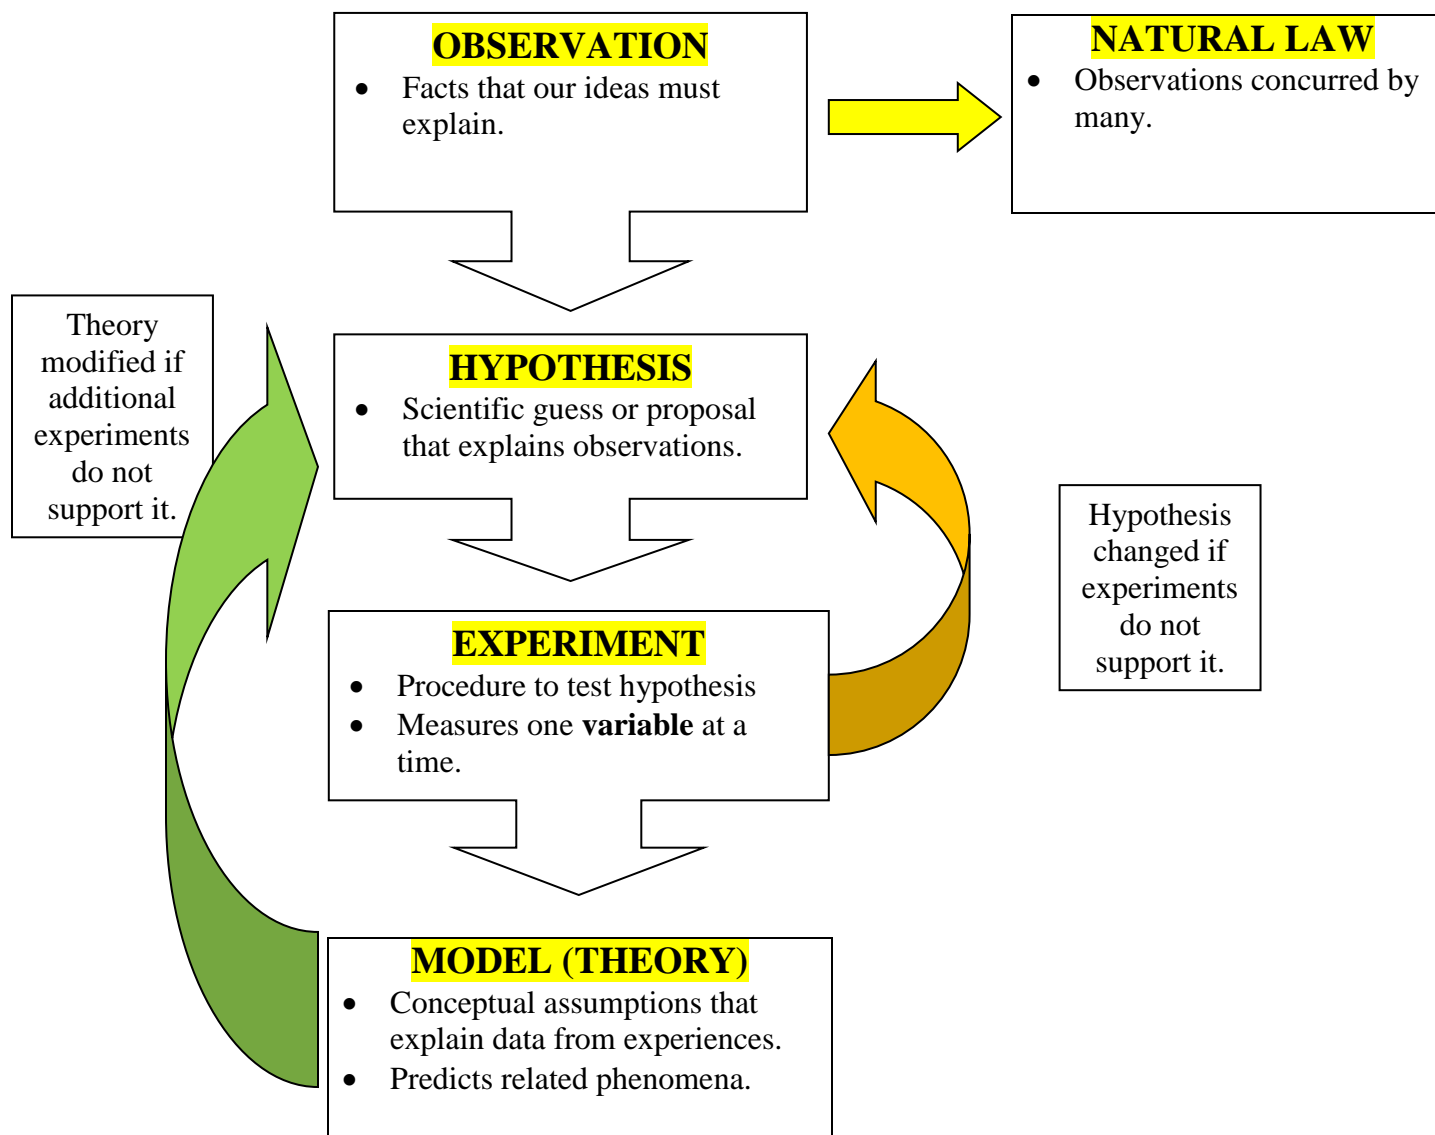 OBSERVATION
• Facts that our ideas must
explain.
NATURAL LAW
• Observations concurred by
many.
Theory
modified if
additional
experiments
do not
support it.
HYPOTHESIS
• Scientific guess or proposal
that explains observations.
Hypothesis
changed if
experiments
do not
support it.
EXPERIMENT
• Procedure to test hypothesis
• Measures one variable at a
time.
MODEL (THEORY)
• Conceptual assumptions that
explain data from experiences.
• Predicts related phenomena.